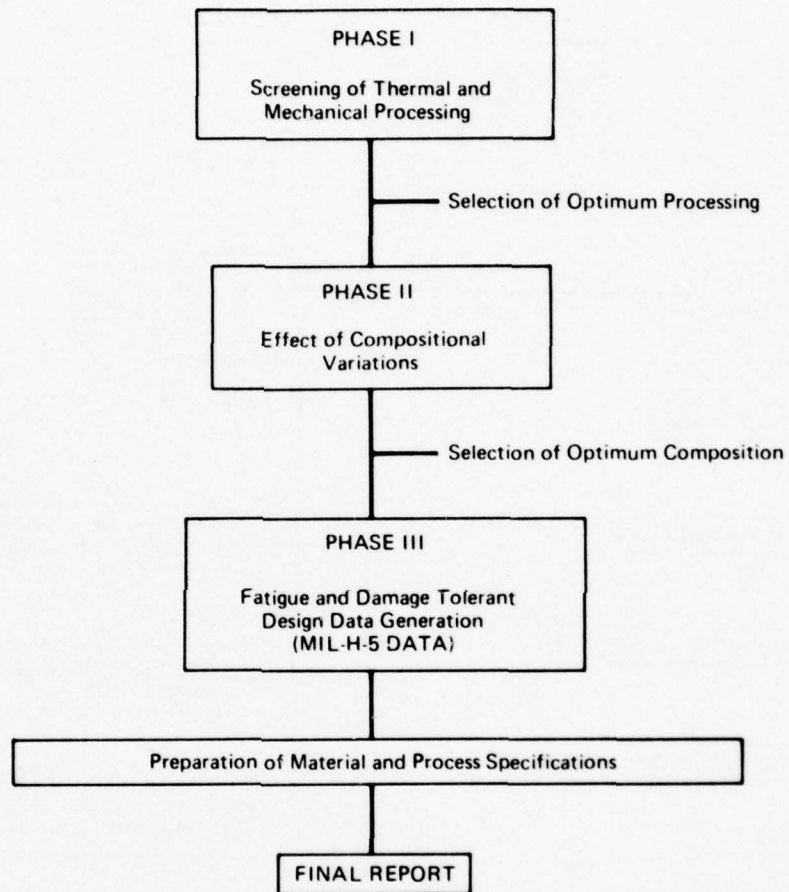 PHASE I
Screening of Thermal and
Mechanical Processing
Selection of Optimum Processing
PHASE II
Effect of Compositional
Variations
Selection of Optimum Composition
PHASE III
Fatigue and Damage Tolerant
Design Data Generation
(MIL-H-5 DATA)
Preparation of Material and Process Specifications
FINAL REPORT